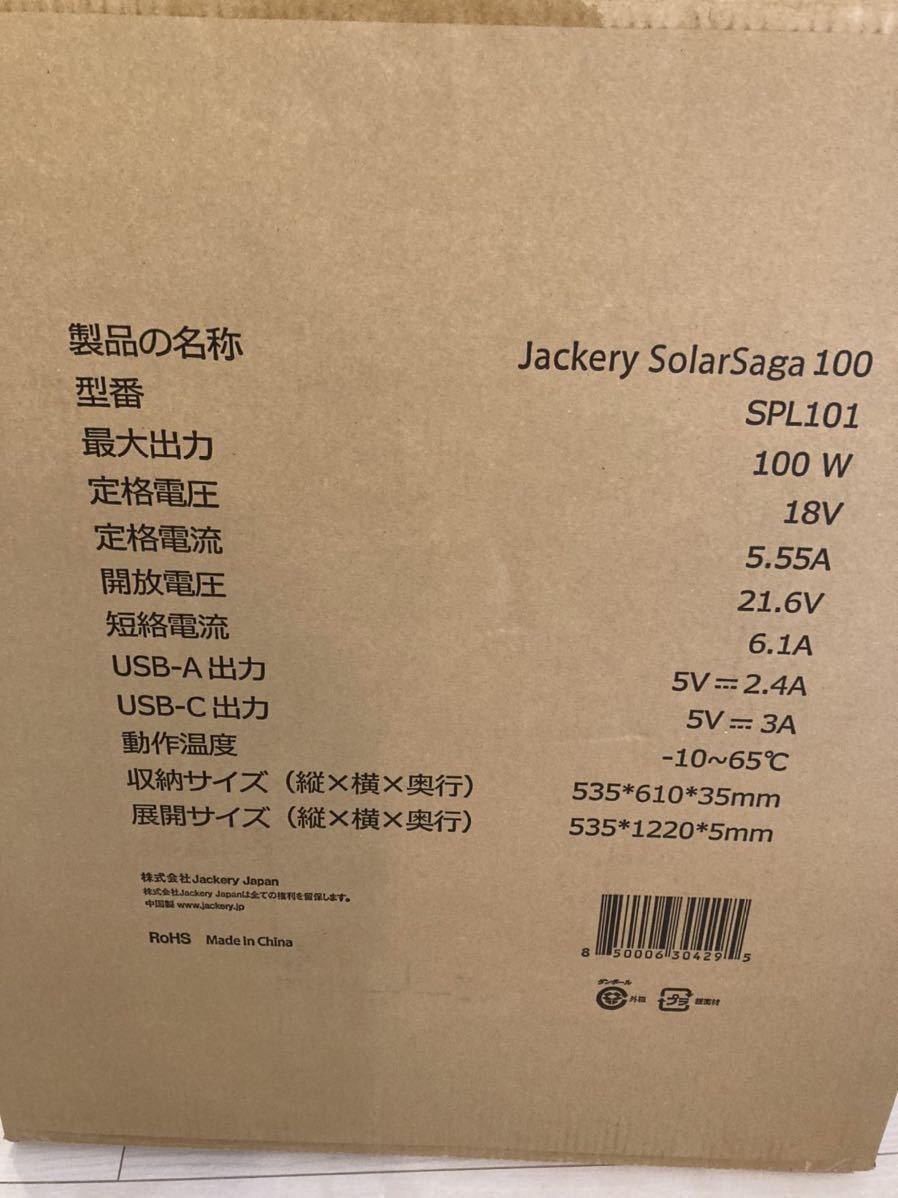 製品の名称 Jackery SolarSaga 100
型番 SPL101
最大出力 100 W
定格電圧 18V
定格電流 5.55A
開放電圧 21.6V
短絡電流 6.1A
USB-A 出力 5V⎓2.4A
USB-C 出力 5V⎓3A
動作温度 -10~65℃
収納サイズ（縦×横×奥行） 535*610*35mm
展開サイズ（縦×横×奥行） 535*1220*5mm
株式会社Jackery Japan
株式会社Jackery Japanは全ての権利を留保します。
中国製 www.jackery.jp
RoHS Made In China
8 50006 30429 5
ダンボール
外箱
プラ 緩衝材